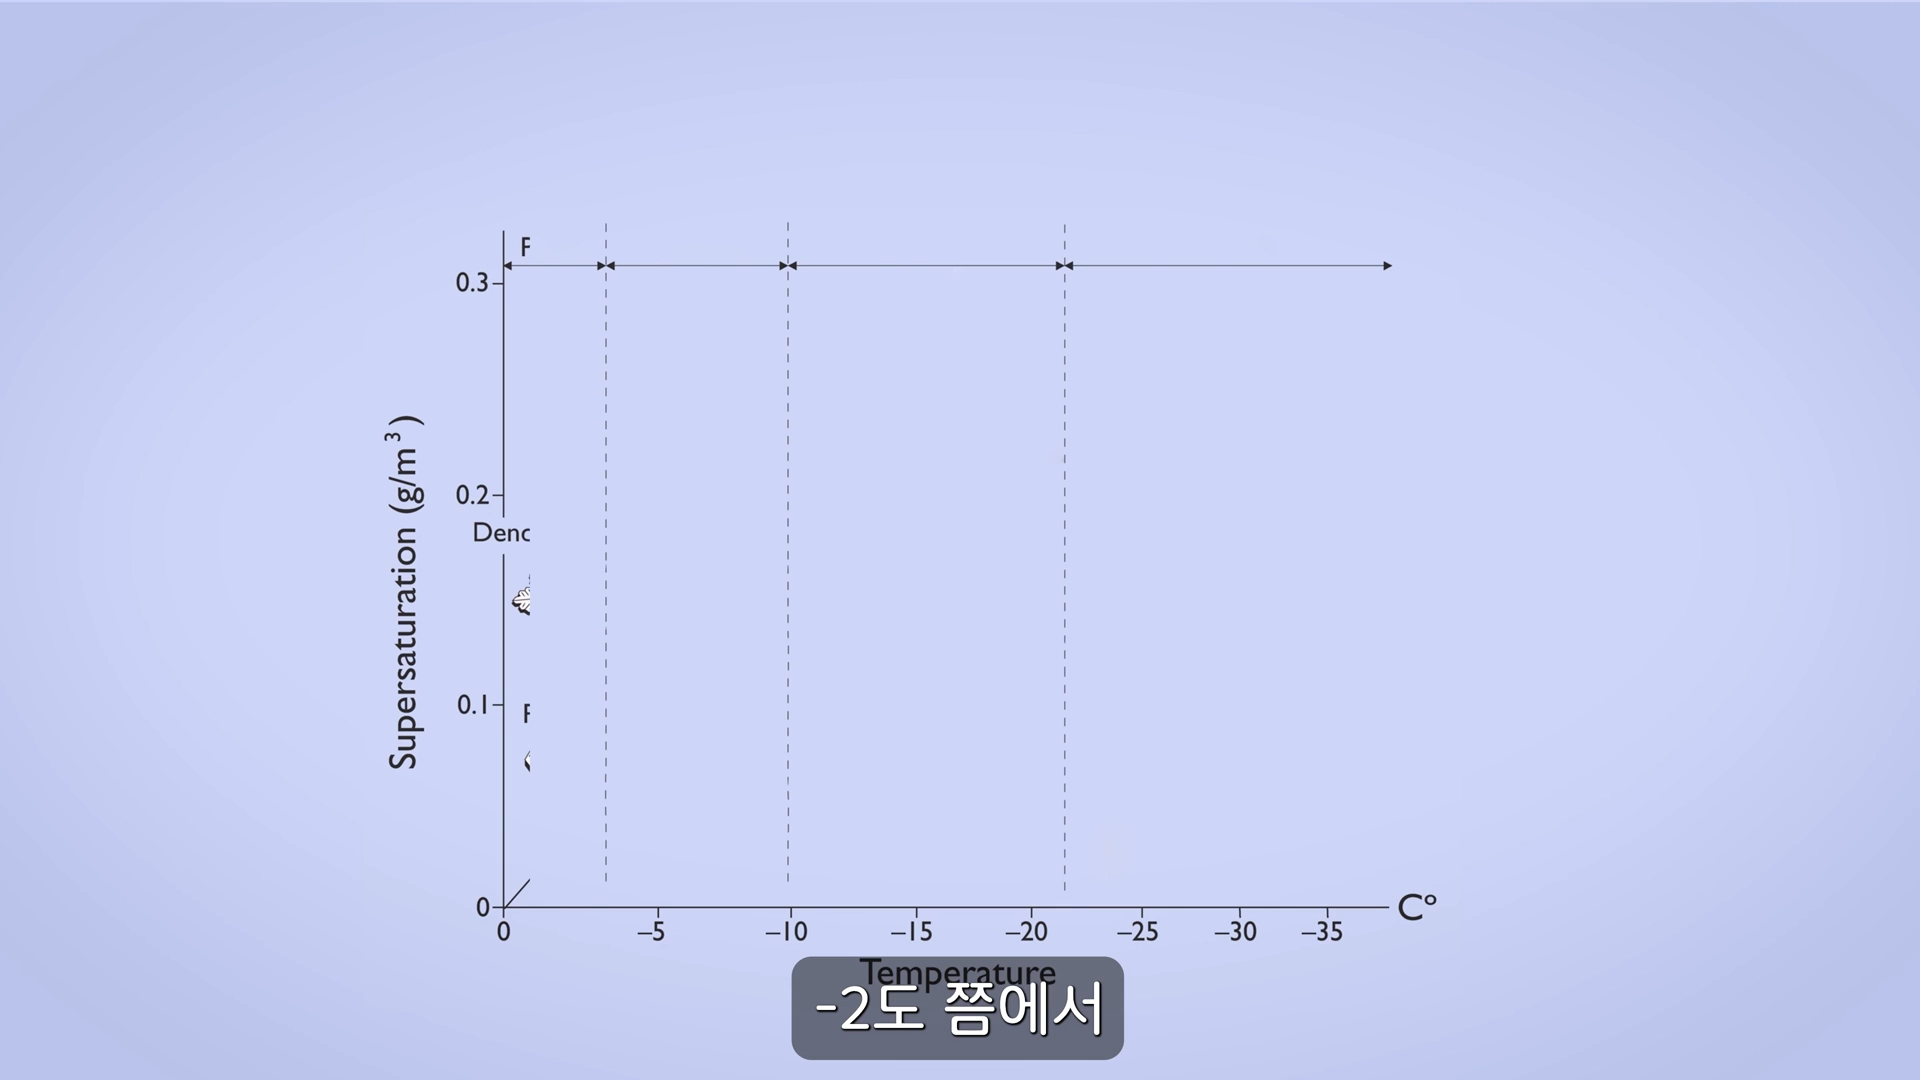 F
0.3
0.2
Denc
0.1
F
0
Supersaturation (g/m³)
0 –5 –10 –15 –20 –25 –30 –35 Cº
Temperature
-2도 쯤에서